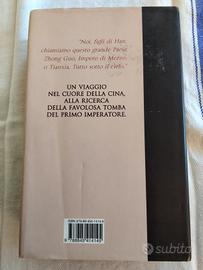 "Noi, figli di Han,
chiamiamo questo grande Paese
Zhong Guo, Impero di Mezzo,
o Tianxia, Tutto sotto il cielo."
UN VIAGGIO
NEL CUORE DELLA CINA,
ALLA RICERCA
DELLA FAVOLOSA TOMBA
DEL PRIMO IMPERATORE.
subito